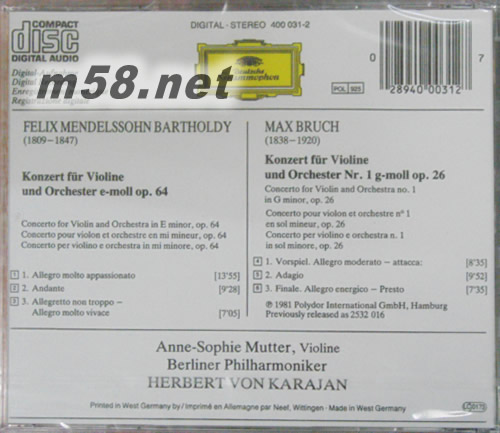 COMPACT
disc
DIGITAL AUDIO
DIGITAL-STEREO 400 031-2
Deutsche
Grammophon
POL 925
0
7
28940 00312
m58.net
FELIX MENDELSSOHN BARTHOLDY
(1809–1847)
Konzert für Violine
und Orchester e-moll op. 64
Concerto for Violin and Orchestra in E minor, op. 64
Concerto pour violon et orchestre en mi mineur, op. 64
Concerto per violino e orchestra in mi minore, op. 64
1 1. Allegro molto appassionato [13'55]
2 2. Andante [9'28]
3 3. Allegretto non troppo –
Allegro molto vivace [7'05]
MAX BRUCH
(1838–1920)
Konzert für Violine
und Orchester Nr. 1 g-moll op. 26
Concerto for Violin and Orchestra no. 1
in G minor, op. 26
Concerto pour violon et orchestre n° 1
en sol mineur, op. 26
Concerto per violino e orchestra n. 1
in sol minore, op. 26
4 1. Vorspiel. Allegro moderato – attacca: [8'35]
5 2. Adagio [9'52]
6 3. Finale. Allegro energico – Presto [7'35]
℗ 1981 Polydor International GmbH, Hamburg
Previously released as 2532 016
Anne-Sophie Mutter, Violine
Berliner Philharmoniker
HERBERT VON KARAJAN
Printed in West Germany by / Imprimé en Allemagne par Neef, Wittingen · Made in West Germany
LC 0173